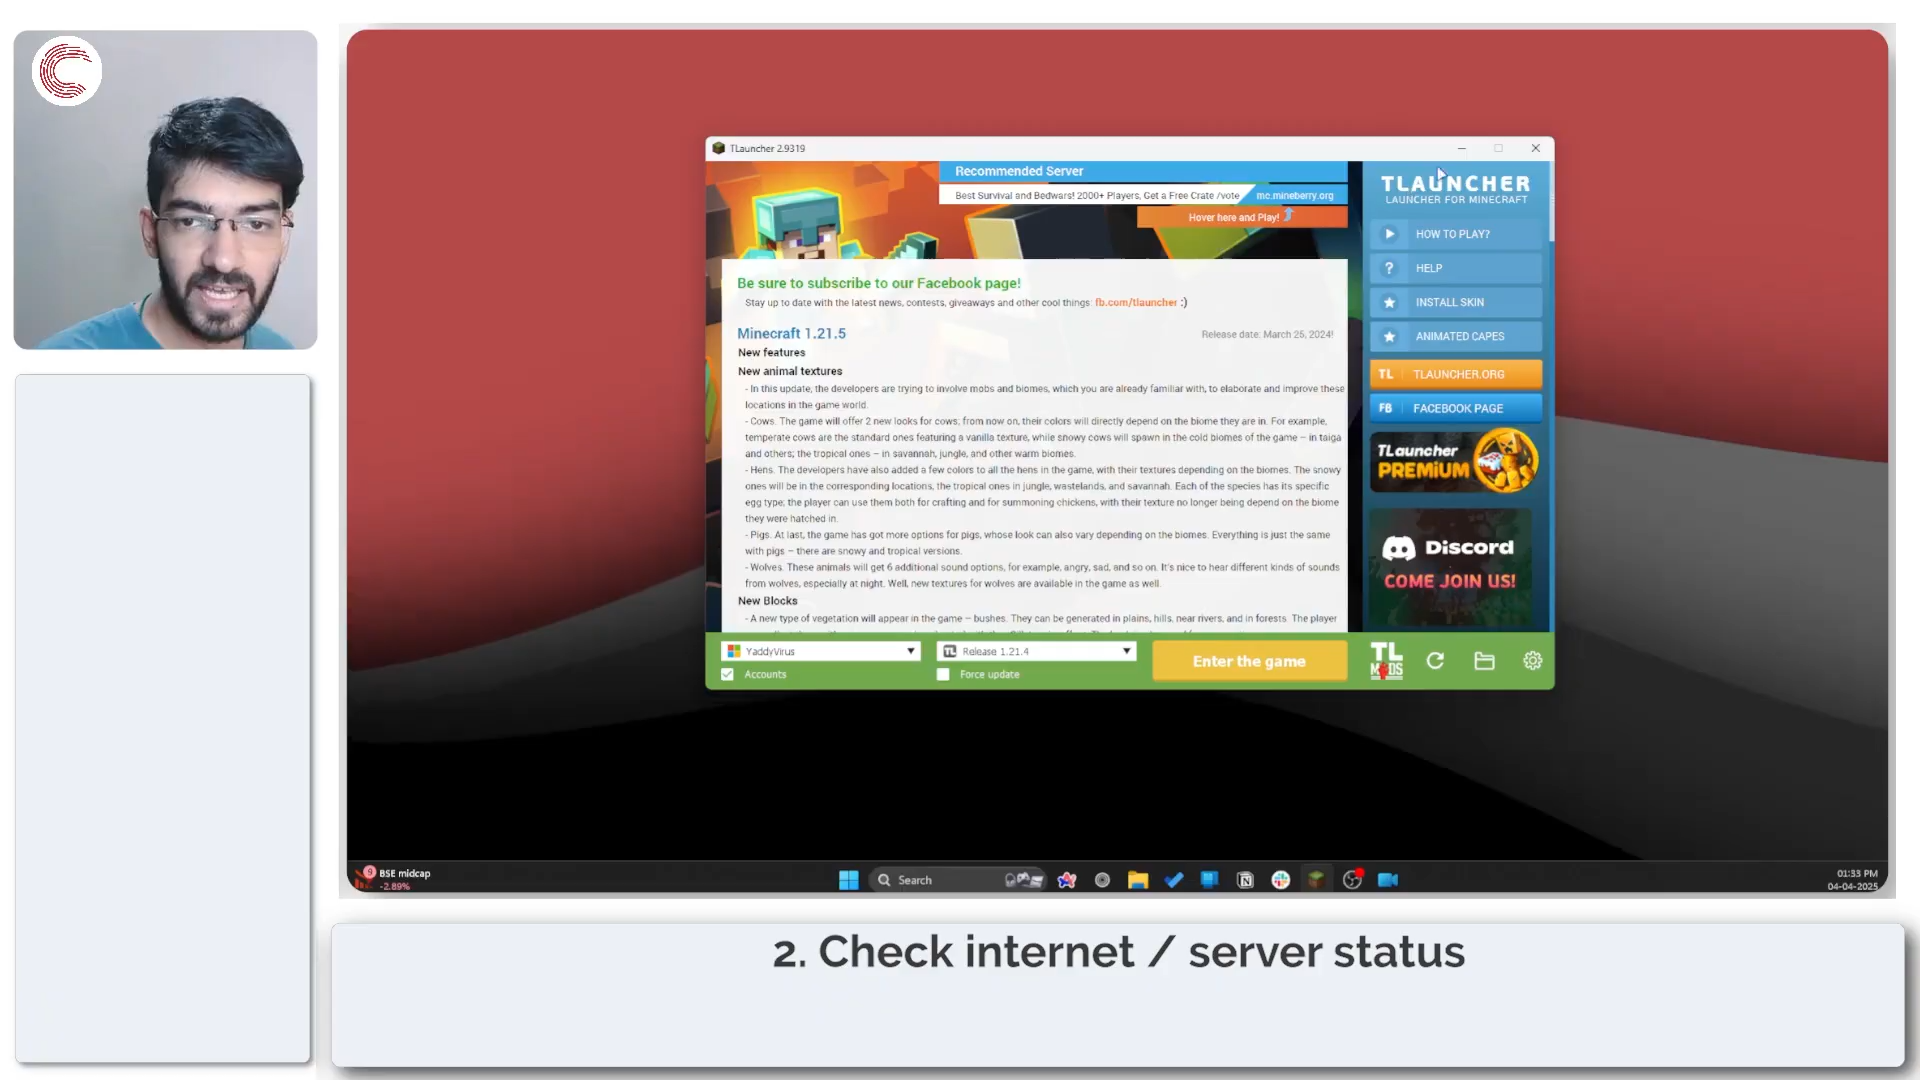 TLauncher 2.9319
Recommended Server
Best Survival and Bedwars! 2000+ Players, Get a Free Crate /vote
mc.mineberry.org
Hover here and Play!
Be sure to subscribe to our Facebook page!
Stay up to date with the latest news, contests, giveaways and other cool things: fb.com/tlauncher :)
Minecraft 1.21.5
Release date: March 25, 2024!
New features
New animal textures
- In this update, the developers are trying to involve mobs and biomes, which you are already familiar with, to elaborate and improve these
locations in the game world.
- Cows. The game will offer 2 new looks for cows; from now on, their colors will directly depend on the biome they are in. For example,
temperate cows are the standard ones featuring a vanilla texture, while snowy cows will spawn in the cold biomes of the game – in taiga
and others; the tropical ones – in savannah, jungle, and other warm biomes.
- Hens. The developers have also added a few colors to all the hens in the game, with their textures depending on the biomes. The snowy
ones will be in the corresponding locations, the tropical ones in jungle, wastelands, and savannah. Each of the species has its specific
egg type; the player can use them both for crafting and for summoning chickens, with their texture no longer being depend on the biome
they were hatched in.
- Pigs. At last, the game has got more options for pigs, whose look can also vary depending on the biomes. Everything is just the same
with pigs – there are snowy and tropical versions.
- Wolves. These animals will get 6 additional sound options, for example, angry, sad, and so on. It's nice to hear different kinds of sounds
from wolves, especially at night. Well, new textures for wolves are available in the game as well.
New Blocks
- A new type of vegetation will appear in the game – bushes. They can be generated in plains, hills, near rivers, and in forests. The player
TLAUNCHER
LAUNCHER FOR MINECRAFT
HOW TO PLAY?
? HELP
INSTALL SKIN
ANIMATED CAPES
TL TLAUNCHER.ORG
FB FACEBOOK PAGE
TLauncher
PREMIUM
Discord
COME JOIN US!
YaddyVirus
Accounts
TL Release 1.21.4
Force update
Enter the game
TL
MODS
9
BSE midcap
-2.89%
Search
01:33 PM
04-04-2025
2. Check internet / server status